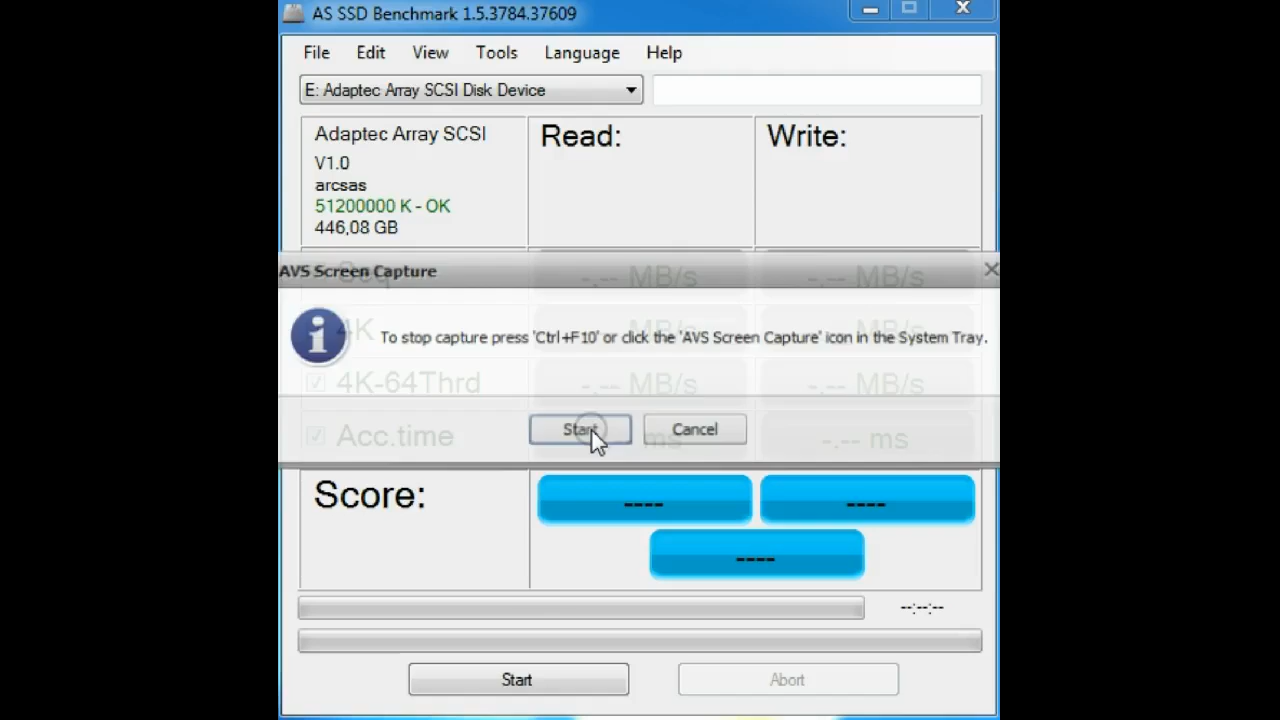 AS SSD Benchmark 1.5.3784.37609
File Edit View Tools Language Help
E: Adaptec Array SCSI Disk Device
Adaptec Array SCSI
V1.0
arcsas
51200000 K - OK
446,08 GB
Read:
Write:
AVS Screen Capture
Seq
-.-- MB/s
-.-- MB/s
4K
To stop capture press 'Ctrl+F10' or click the 'AVS Screen Capture' icon in the System Tray.
4K-64Thrd
-.-- MB/s
-.-- MB/s
Start
Cancel
Acc.time
ms
-.-- ms
Score:
----
----
----
--:--:--
Start
Abort